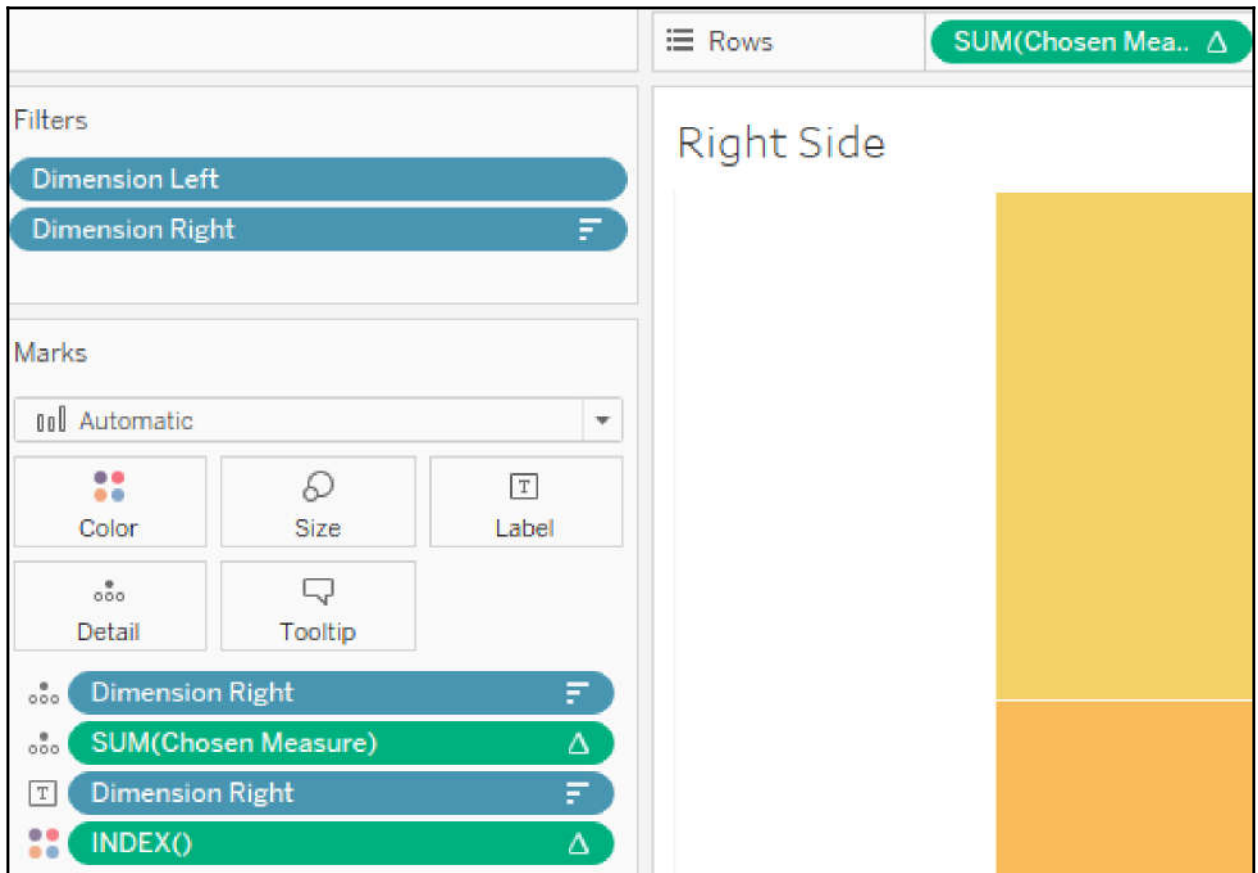 Rows
SUM(Chosen Mea..
Filters
Dimension Left
Dimension Right
Right Side
Marks
Automatic
Color
Size
T
Label
Detail
Tooltip
Dimension Right
SUM(Chosen Measure)
T
Dimension Right
INDEX()